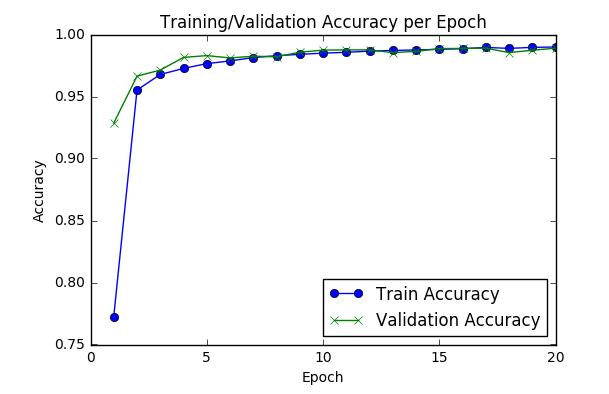 Training/Validation Accuracy per Epoch
1.00
0.95
0.90
0.85
0.80
0.75
Accuracy
Train Accuracy
Validation Accuracy
0 5 10 15 20
Epoch